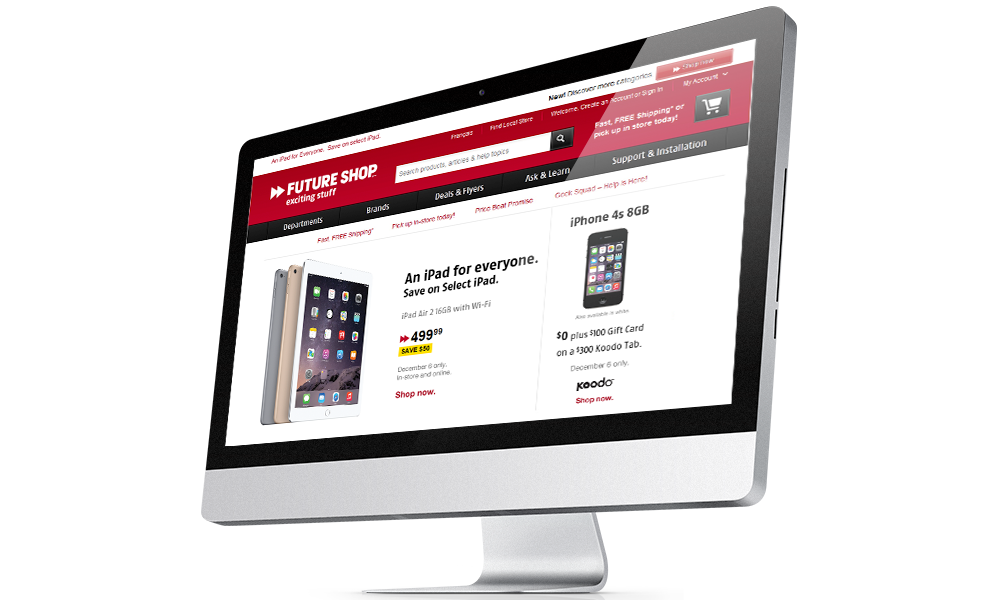 An iPad for Everyone. Save on select iPad.
New! Discover more categories
Shop now
Français
Find Local Store
Welcome, Create an Account or Sign In
My Account
FUTURE SHOP
exciting stuff
Search products, articles & help topics
Fast, FREE Shipping* or
pick up in store today!
Departments
Brands
Deals & Flyers
Ask & Learn
Support & Installation
Fast, FREE Shipping*
Pick up in-store today!
Price Beat Promise
Geek Squad – Help is Here!
An iPad for everyone.
Save on Select iPad.
iPad Air 2 16GB with Wi-Fi
499.99
SAVE $50
December 6 only.
In-store and online.
Shop now.
iPhone 4s 8GB
Also available in white.
$0 plus $100 Gift Card
on a $300 Koodo Tab.
December 6 only.
koodo
Shop now.